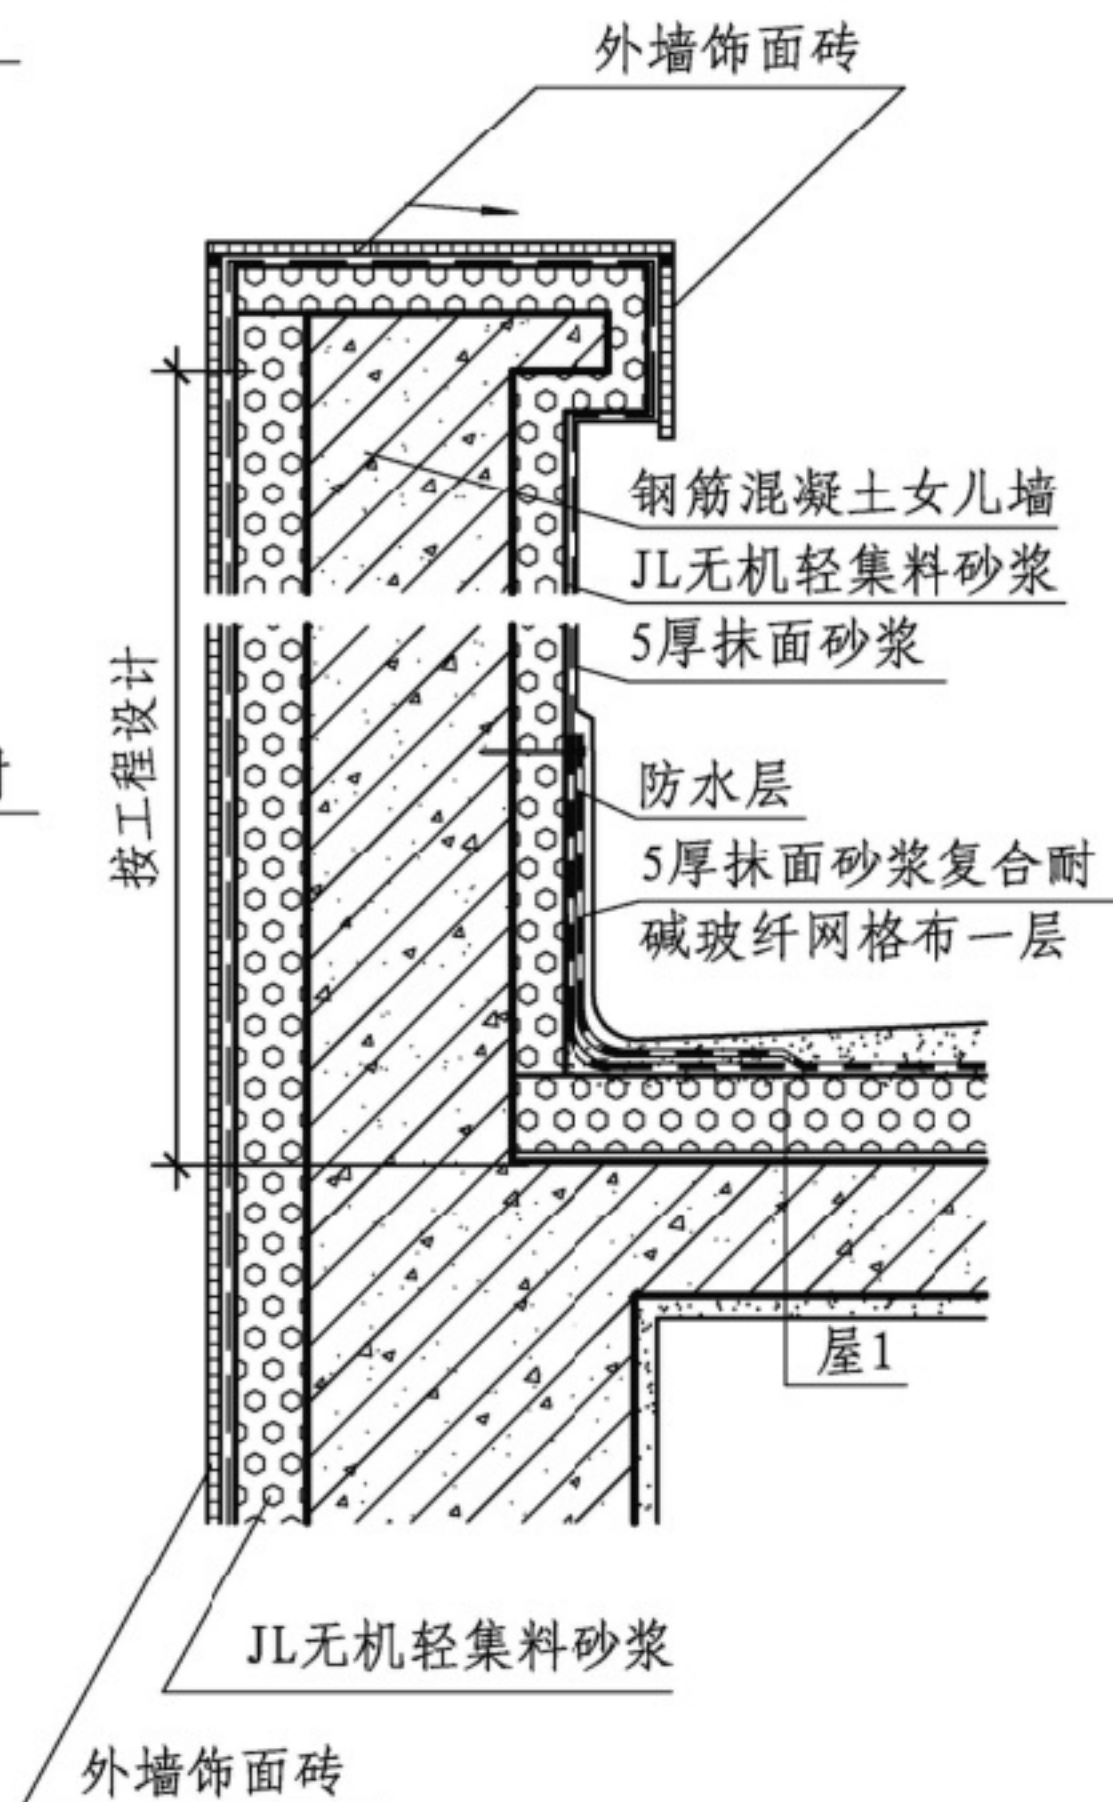 外墙饰面砖
钢筋混凝土女儿墙
JL无机轻集料砂浆
5厚抹面砂浆
按工程设计
防水层
5厚抹面砂浆复合耐
碱玻纤网格布一层
屋1
JL无机轻集料砂浆
外墙饰面砖